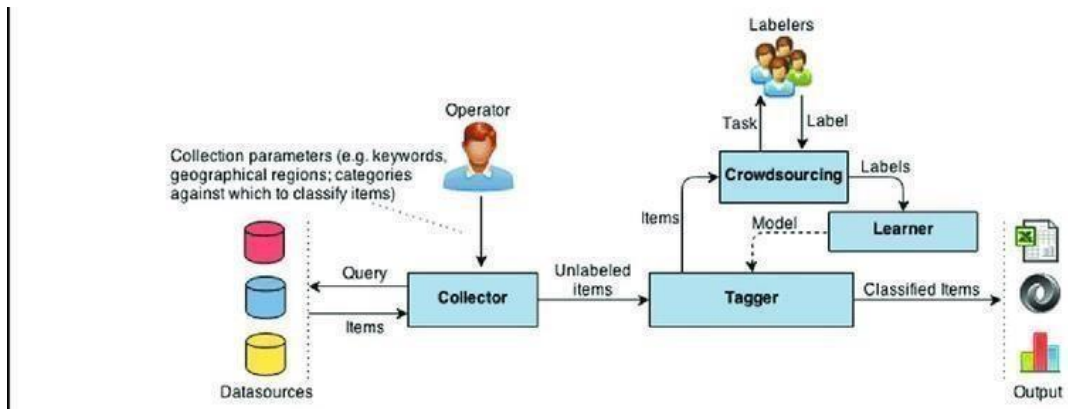 Labelers
Operator
Task
Label
Collection parameters (e.g. keywords,
geographical regions; categories
against which to classify items)
Crowdsourcing
Labels
Items
Model
Learner
Query
Collector
Unlabeled
items
Tagger
Classified Items
Items
Datasources
Output